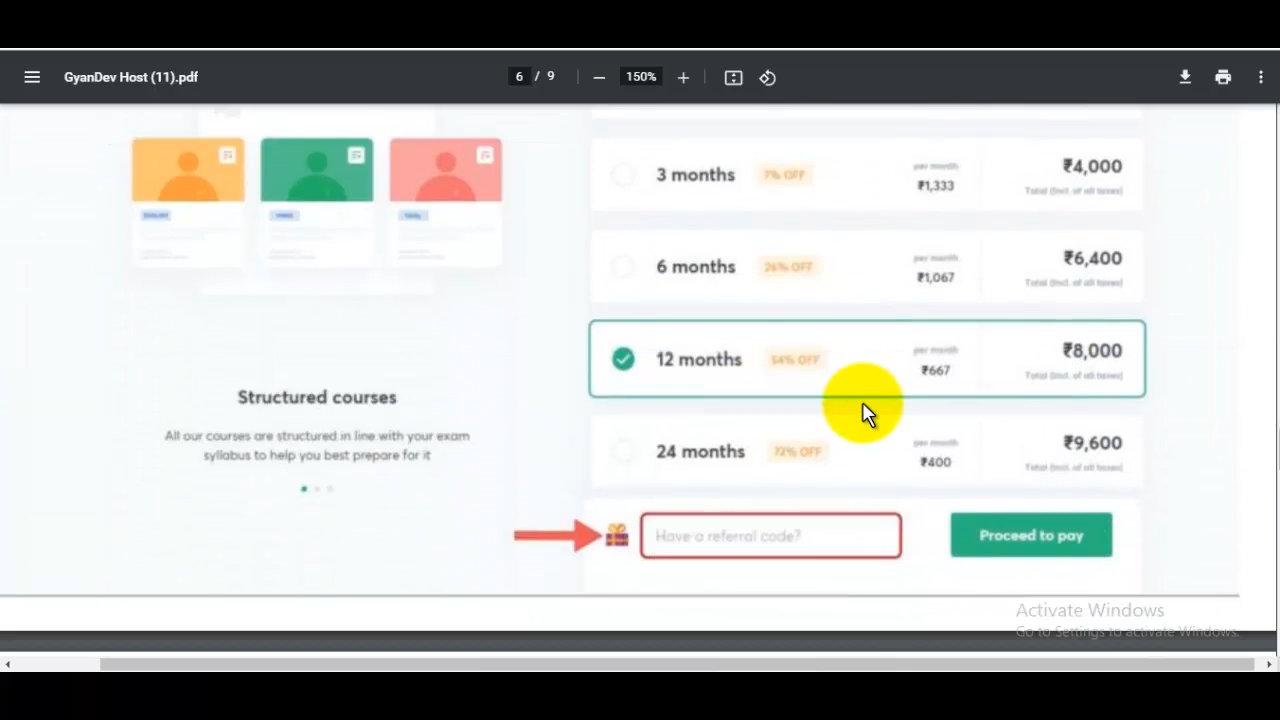 GyanDev Host (11).pdf
6 / 9
150%
3 months
7% OFF
per month
₹1,333
₹4,000
Total (Incl. of all taxes)
6 months
26% OFF
per month
₹1,067
₹6,400
Total (Incl. of all taxes)
12 months
54% OFF
per month
₹667
₹8,000
Total (Incl. of all taxes)
24 months
72% OFF
per month
₹400
₹9,600
Total (Incl. of all taxes)
Structured courses
All our courses are structured in line with your exam
syllabus to help you best prepare for it
Have a referral code?
Proceed to pay
Activate Windows
Go to Settings to activate Windows.